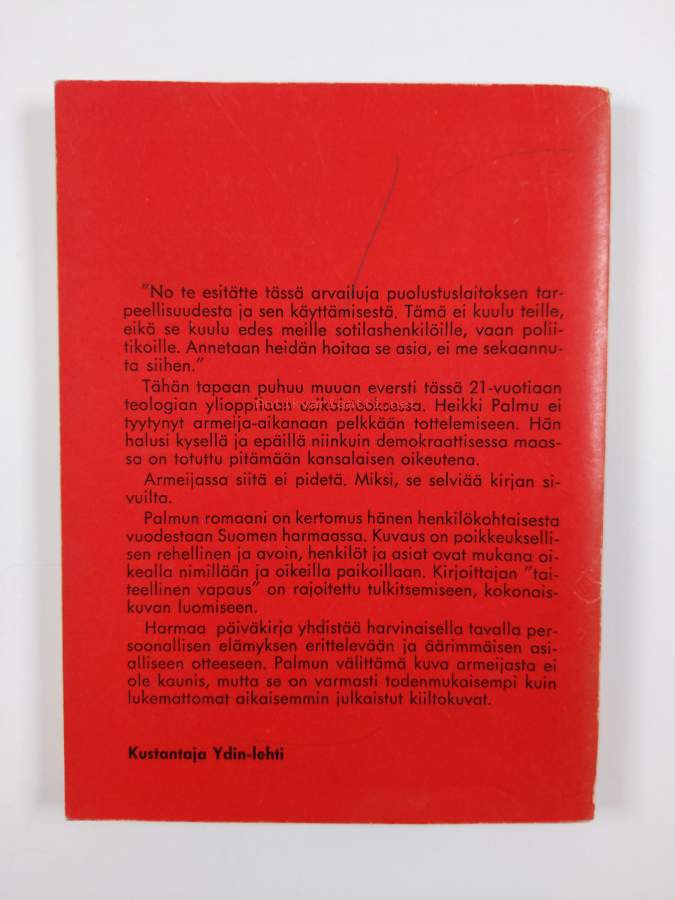 "No te esitätte tässä arvailuja puolustuslaitoksen tar-
peellisuudesta ja sen käyttämisestä. Tämä ei kuulu teille,
eikä se kuulu edes meille sotilashenkilöille, vaan polii-
tikoille. Annetaan heidän hoitaa se asia, ei me sekaannu-
ta siihen."
Tähän tapaan puhuu muuan eversti tässä 21-vuotiaan
teologian ylioppilaan esikoisteoksessa. Heikki Palmu ei
tyytynyt armeija-aikanaan pelkkään tottelemiseen. Hän
halusi kysellä ja epäillä niinkuin demokraattisessa maas-
sa on totuttu pitämään kansalaisen oikeutena.
Armeijassa siitä ei pidetä. Miksi, se selviää kirjan si-
vuilta.
Palmun romaani on kertomus hänen henkilökohtaisesta
vuodestaan Suomen harmaassa. Kuvaus on poikkeuksel-
lisen rehellinen ja avoin, henkilöt ja asiat ovat mukana oi-
kealla nimillään ja oikeilla paikoillaan. Kirjoittajan "tai-
teellinen vapaus" on rajoitettu tulkitsemiseen, kokonais-
kuvan luomiseen.
Harmaa päiväkirja yhdistää harvinaisella tavalla per-
soonallisen elämyksen erittelevään ja äärimmäisen asi-
alliseen otteeseen. Palmun välittämä kuva armeijasta ei
ole kaunis, mutta se on varmasti todenmukaisempi kuin
lukemattomat aikaisemmin julkaistut kiiltokuvat.
Kustantaja Ydin-lehti